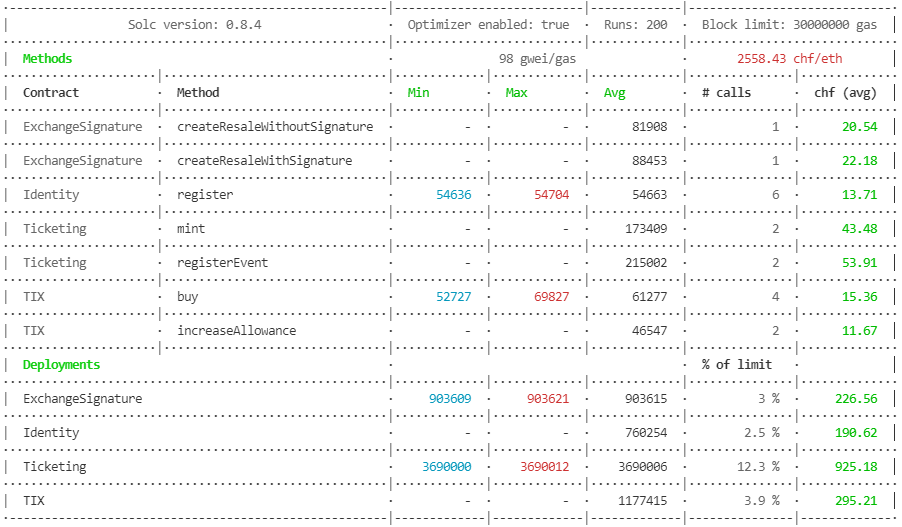 Solc version: 0.8.4 · Optimizer enabled: true · Runs: 200 · Block limit: 30000000 gas
Methods · 98 gwei/gas · 2558.43 chf/eth
Contract · Method · Min · Max · Avg · # calls · chf (avg)
ExchangeSignature · createResaleWithoutSignature · - · - · 81908 · 1 · 20.54
ExchangeSignature · createResaleWithSignature · - · - · 88453 · 1 · 22.18
Identity · register · 54636 · 54704 · 54663 · 6 · 13.71
Ticketing · mint · - · - · 173409 · 2 · 43.48
Ticketing · registerEvent · - · - · 215002 · 2 · 53.91
TIX · buy · 52727 · 69827 · 61277 · 4 · 15.36
TIX · increaseAllowance · - · - · 46547 · 2 · 11.67
Deployments · % of limit ·
ExchangeSignature · 903609 · 903621 · 903615 · 3 % · 226.56
Identity · - · - · 760254 · 2.5 % · 190.62
Ticketing · 3690000 · 3690012 · 3690006 · 12.3 % · 925.18
TIX · - · - · 1177415 · 3.9 % · 295.21